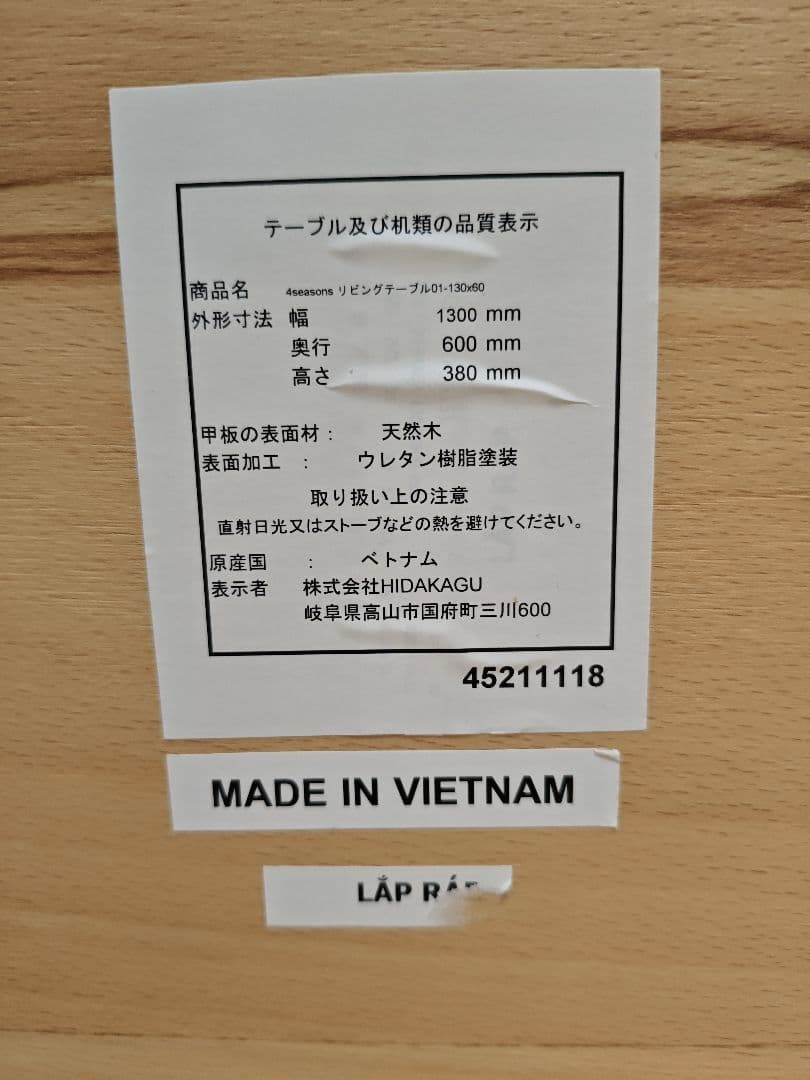 テーブル及び机類の品質表示
商品名 4seasons リビングテーブル01-130x60
外形寸法 幅 1300 mm
奥行 600 mm
高さ 380 mm
甲板の表面材： 天然木
表面加工 ： ウレタン樹脂塗装
取り扱い上の注意
直射日光又はストーブなどの熱を避けてください。
原産国 ： ベトナム
表示者 株式会社HIDAKAGU
岐阜県高山市国府町三川600
45211118
MADE IN VIETNAM
LẮP